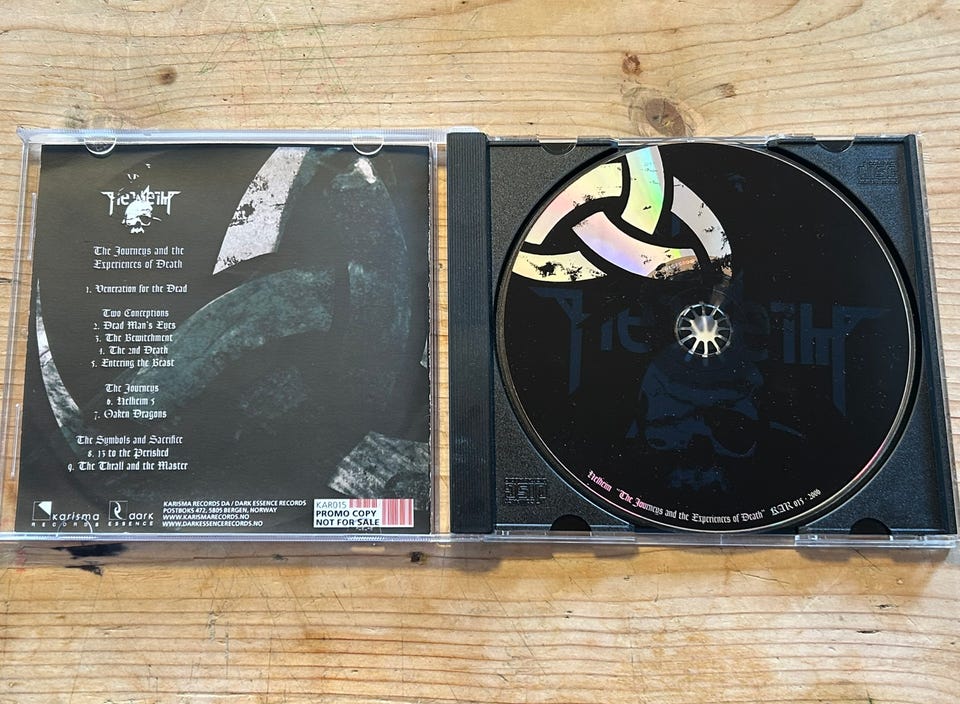 Helheim
The Journeys and the
Experiences of Death
1. Veneration for the Dead
Two Conceptions
2. Dead Man's Eyes
3. The Bewitchment
4. The 2nd Death
5. Entering the Beast
The Journeys
6. Helheim 5
7. Oaken Dragons
The Symbols and Sacrifice
8. 13 to the Perished
9. The Thrall and the Master
karisma
RECORDS
dark
ESSENCE
KARISMA RECORDS DA / DARK ESSENCE RECORDS
POSTBOKS 472, 5805 BERGEN, NORWAY
WWW.KARISMARECORDS.NO
WWW.DARKESSENCERECORDS.NO
KAR015
PROMO COPY
NOT FOR SALE
Helheim
Helheim "The Journeys and the Experiences of Death" KAR 015 - 2006